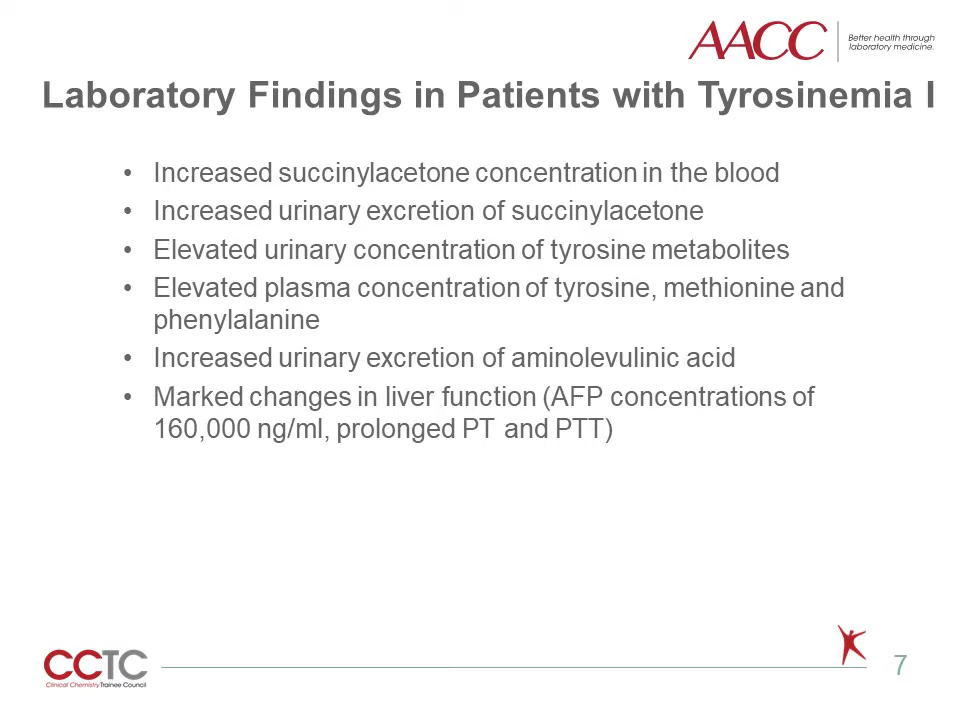 AACC
Better health through
laboratory medicine.
Laboratory Findings in Patients with Tyrosinemia I
• Increased succinylacetone concentration in the blood
• Increased urinary excretion of succinylacetone
• Elevated urinary concentration of tyrosine metabolites
• Elevated plasma concentration of tyrosine, methionine and
phenylalanine
• Increased urinary excretion of aminolevulinic acid
• Marked changes in liver function (AFP concentrations of
160,000 ng/ml, prolonged PT and PTT)
CCTC
Clinical Chemistry Trainee Council
7